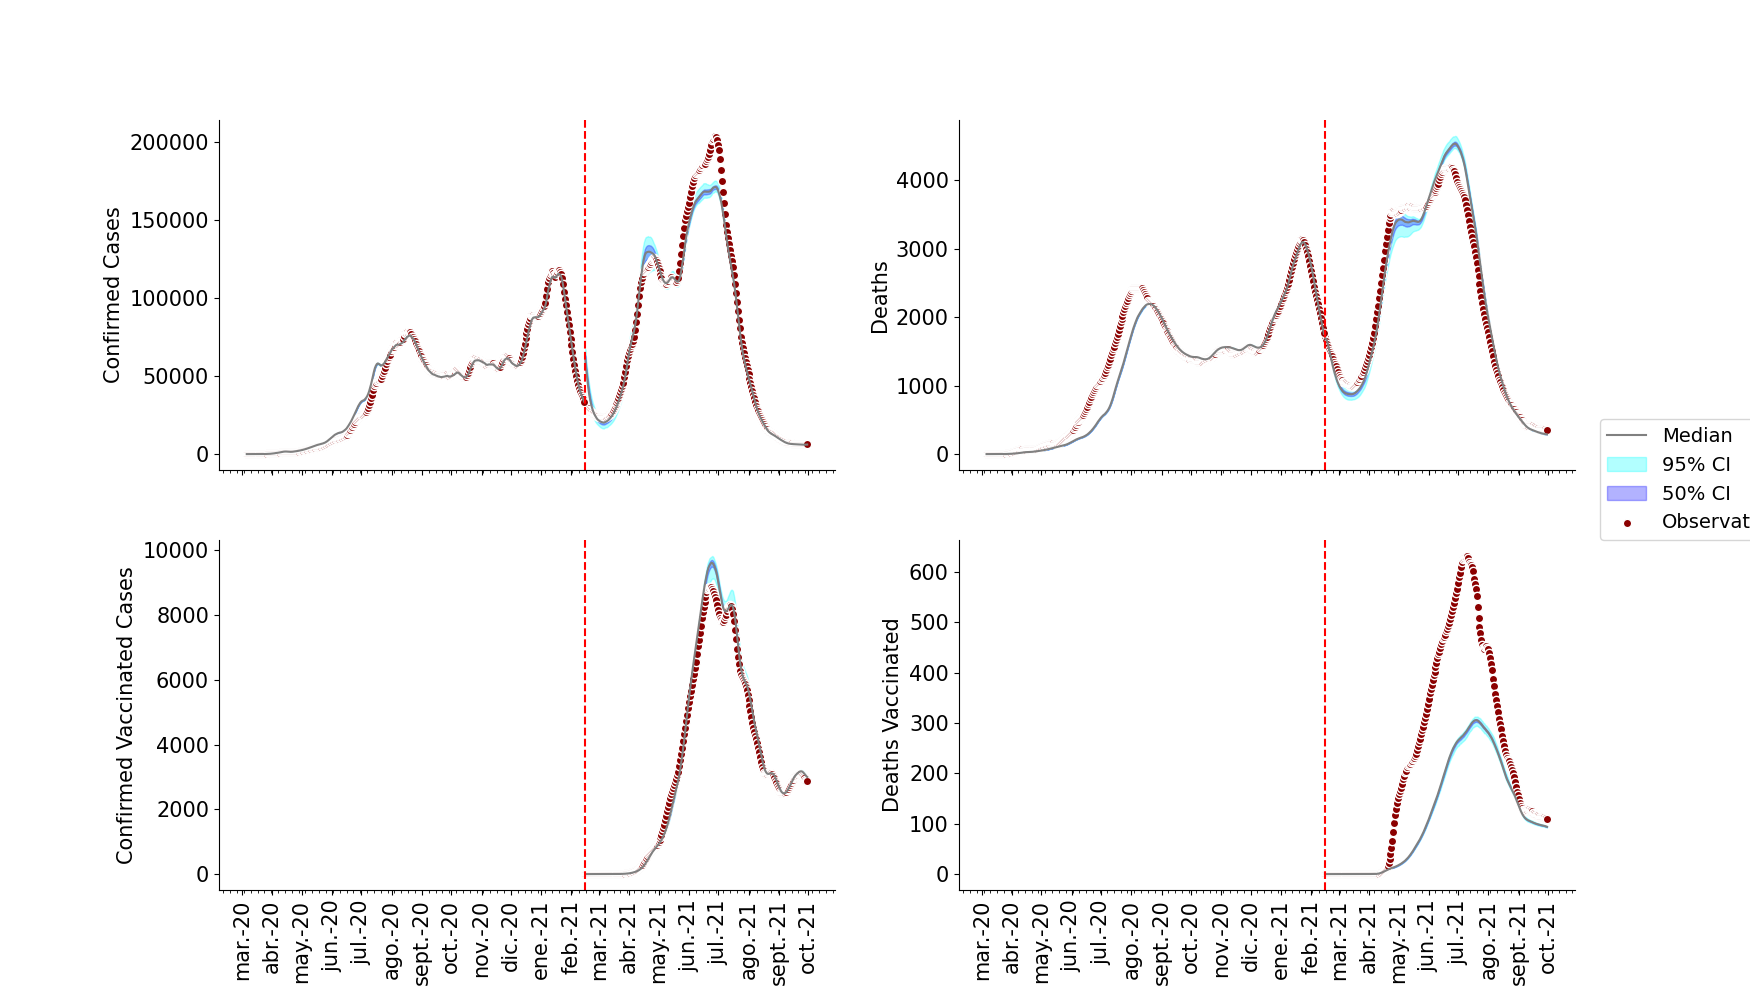 200000
150000
100000
50000
0
Confirmed Cases
4000
3000
2000
1000
0
Deaths
Median
95% CI
50% CI
Observat
10000
8000
6000
4000
2000
0
Confirmed Vaccinated Cases
600
500
400
300
200
100
0
Deaths Vaccinated
mar.-20
abr.-20
may.-20
jun.-20
jul.-20
ago.-20
sept.-20
oct.-20
nov.-20
dic.-20
ene.-21
feb.-21
mar.-21
abr.-21
may.-21
jun.-21
jul.-21
ago.-21
sept.-21
oct.-21
mar.-20
abr.-20
may.-20
jun.-20
jul.-20
ago.-20
sept.-20
oct.-20
nov.-20
dic.-20
ene.-21
feb.-21
mar.-21
abr.-21
may.-21
jun.-21
jul.-21
ago.-21
sept.-21
oct.-21